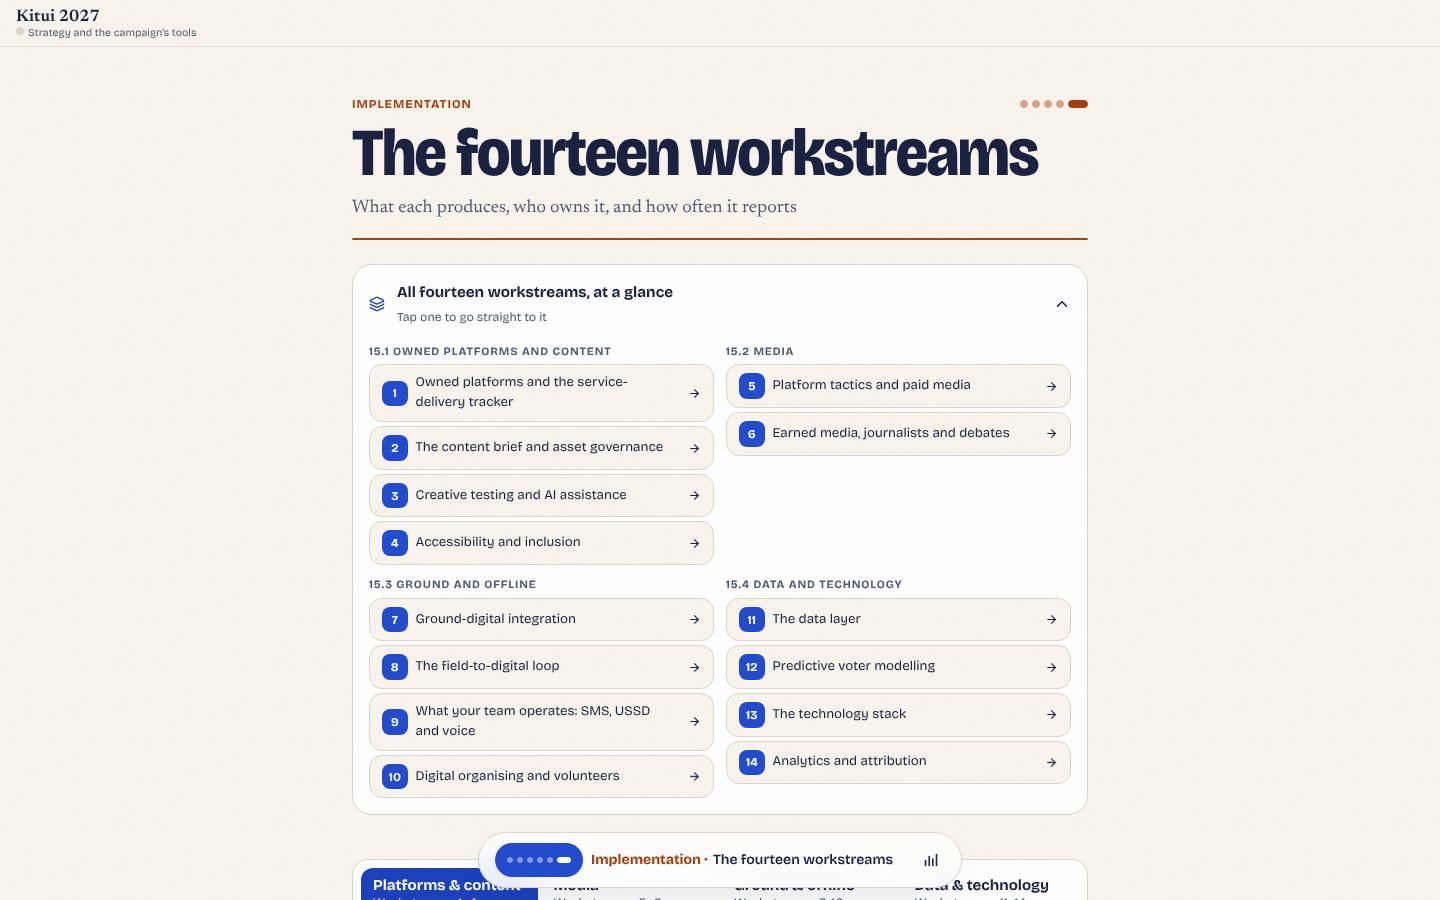 Kitui 2027
Strategy and the campaign's tools
IMPLEMENTATION
The fourteen workstreams
What each produces, who owns it, and how often it reports
All fourteen workstreams, at a glance
Tap one to go straight to it
15.1 OWNED PLATFORMS AND CONTENT
1
Owned platforms and the service-
delivery tracker
2
The content brief and asset governance
3
Creative testing and AI assistance
4
Accessibility and inclusion
15.2 MEDIA
5
Platform tactics and paid media
6
Earned media, journalists and debates
15.3 GROUND AND OFFLINE
7
Ground-digital integration
8
The field-to-digital loop
9
What your team operates: SMS, USSD
and voice
10
Digital organising and volunteers
15.4 DATA AND TECHNOLOGY
11
The data layer
12
Predictive voter modelling
13
The technology stack
14
Analytics and attribution
Implementation · The fourteen workstreams
Platforms & content
& technology